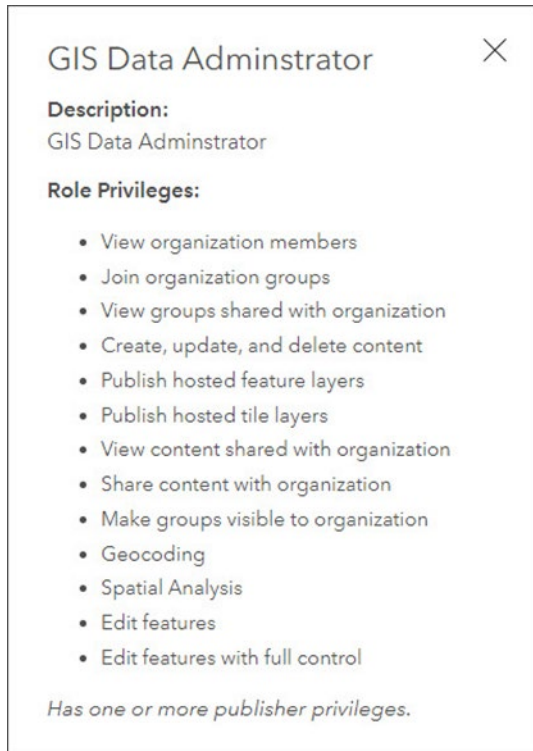 GIS Data Adminstrator
Description:
GIS Data Adminstrator
Role Privileges:
• View organization members
• Join organization groups
• View groups shared with organization
• Create, update, and delete content
• Publish hosted feature layers
• Publish hosted tile layers
• View content shared with organization
• Share content with organization
• Make groups visible to organization
• Geocoding
• Spatial Analysis
• Edit features
• Edit features with full control
Has one or more publisher privileges.